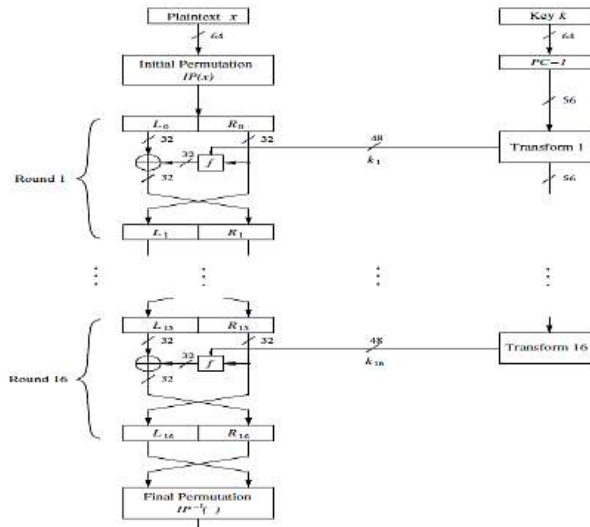 Plaintext x
64
Initial Permutation
IP(x)
Key k
64
PC-1
56
L0 R0
32 32
32
f
32
48
k1
Transform 1
56
Round 1
L1 R1
L15 R15
32 32
32
f
32
48
k16
Transform 16
Round 16
L16 R16
Final Permutation
IP⁻¹( )